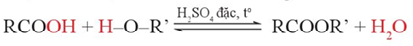 RCOOH + H–O–R’ H₂SO₄ đặc, t° ⇌ RCOOR’ + H₂O